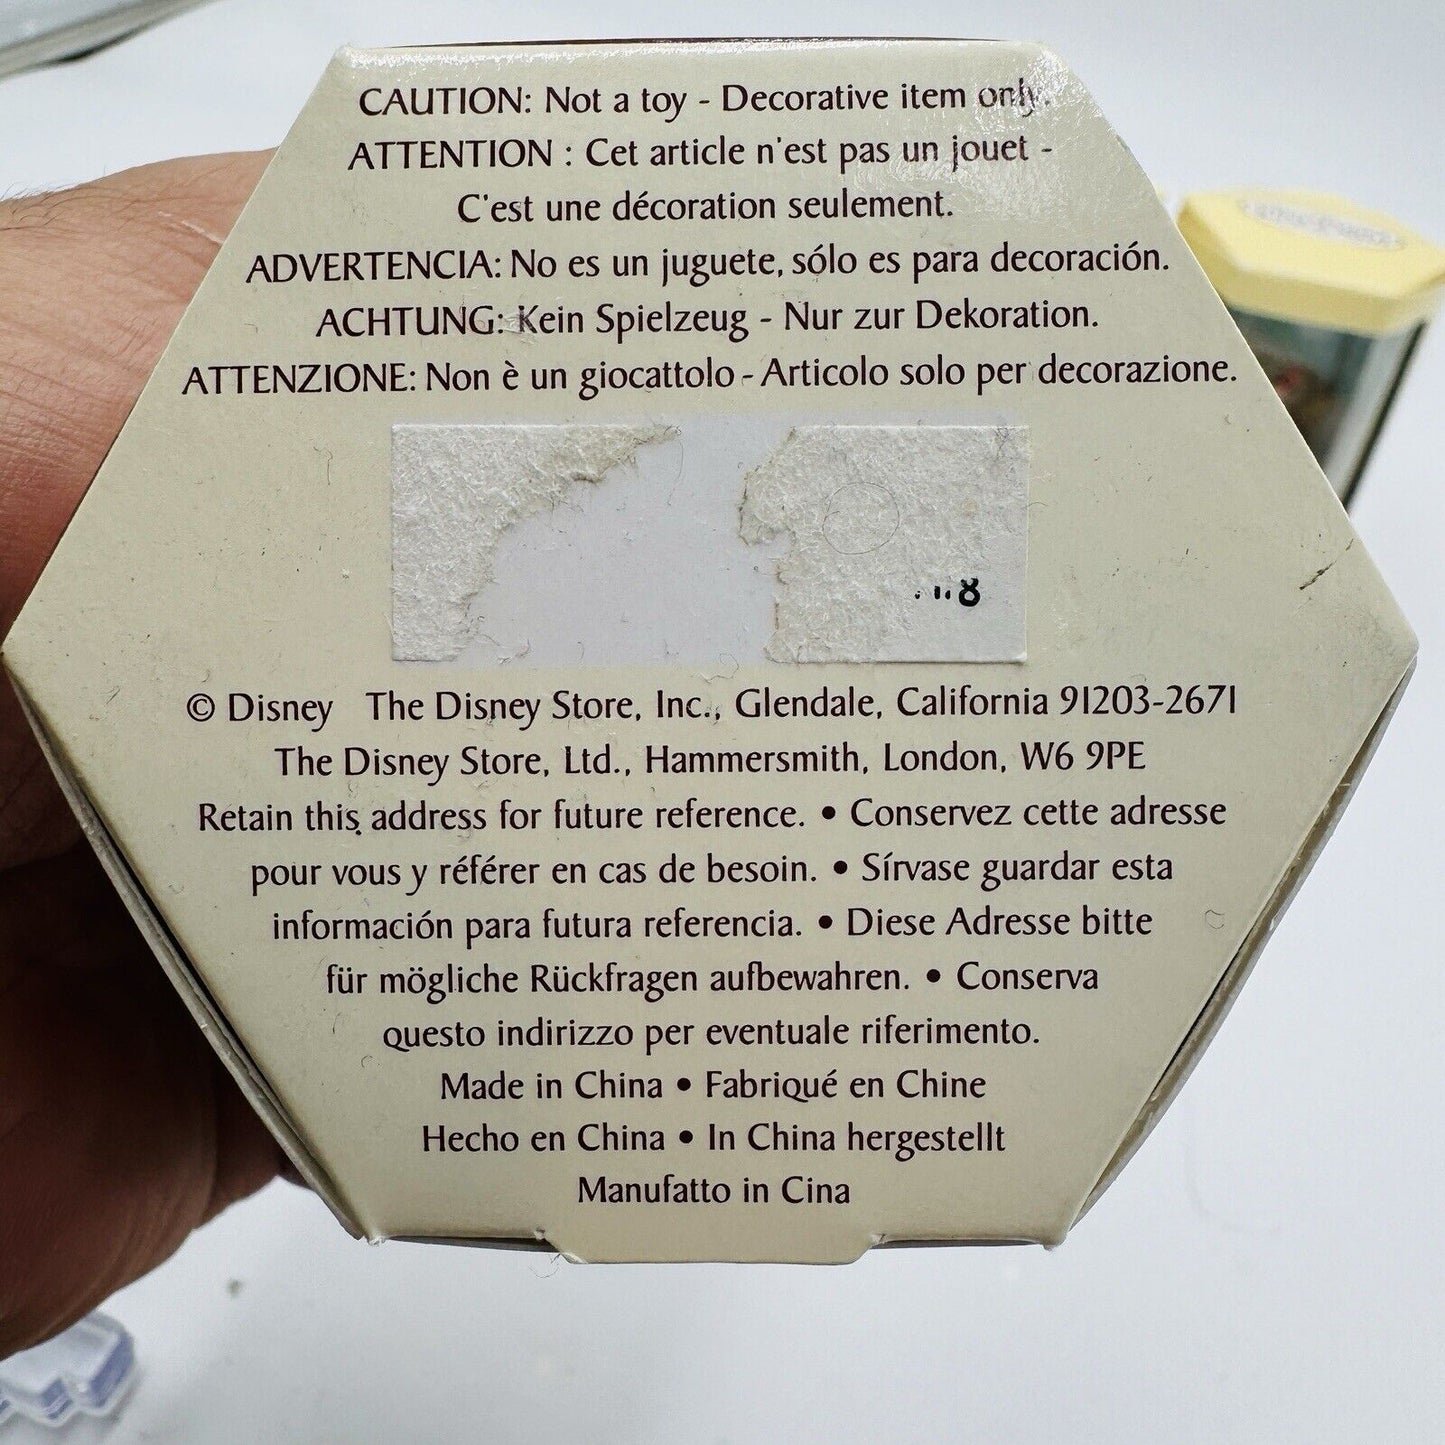 CAUTION: Not a toy - Decorative item only.
ATTENTION : Cet article n'est pas un jouet -
C'est une décoration seulement.
ADVERTENCIA: No es un juguete, sólo es para decoración.
ACHTUNG: Kein Spielzeug - Nur zur Dekoration.
ATTENZIONE: Non è un giocattolo - Articolo solo per decorazione.
8
© Disney The Disney Store, Inc., Glendale, California 91203-2671
The Disney Store, Ltd., Hammersmith, London, W6 9PE
Retain this address for future reference. • Conservez cette adresse
pour vous y référer en cas de besoin. • Sírvase guardar esta
información para futura referencia. • Diese Adresse bitte
für mögliche Rückfragen aufbewahren. • Conserva
questo indirizzo per eventuale riferimento.
Made in China • Fabriqué en Chine
Hecho en China • In China hergestellt
Manufatto in Cina